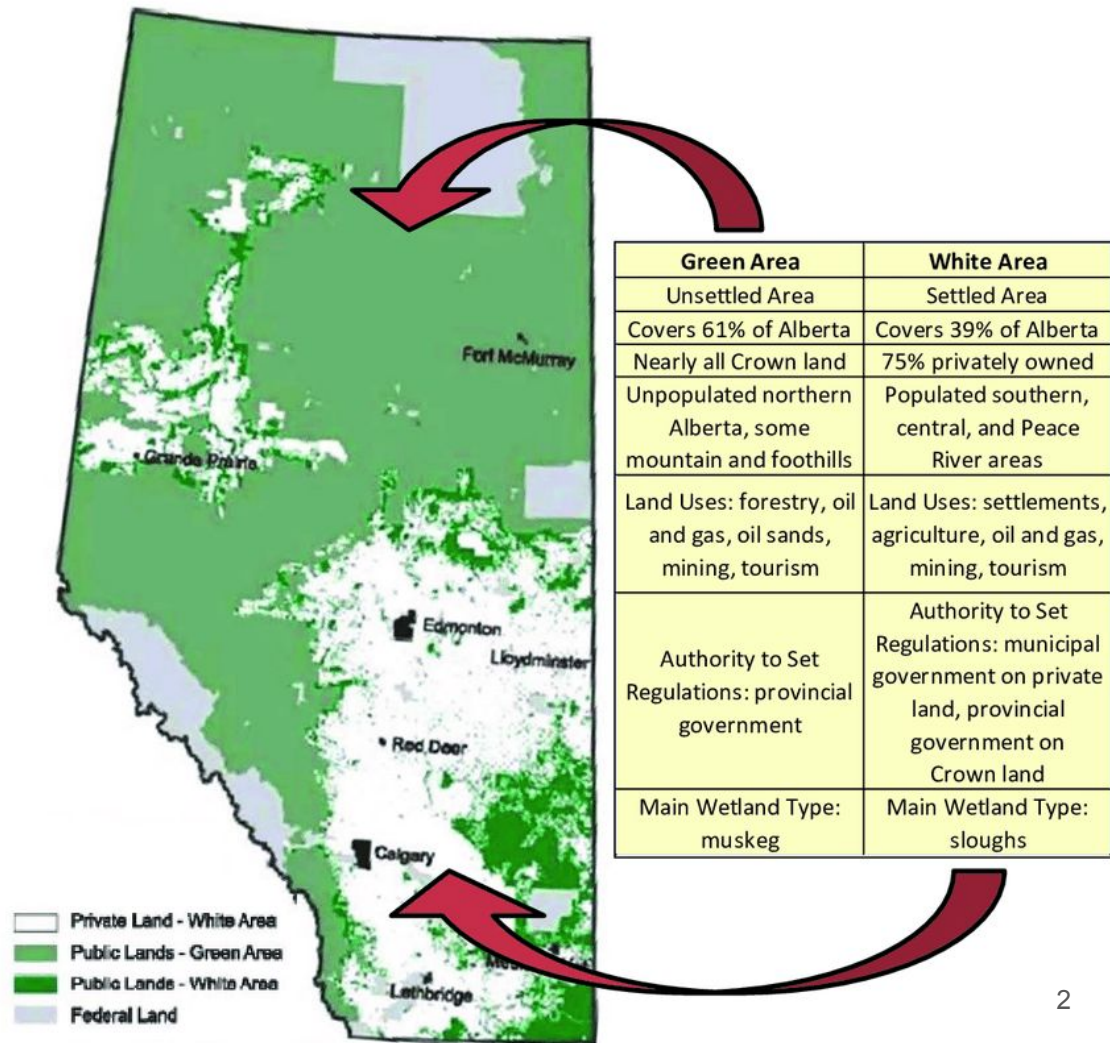 Fort McMurray
Grande Prairie
Edmonton
Lloydminster
Red Deer
Calgary
Lethbridge
Private Land - White Area
Public Lands - Green Area
Public Lands - White Area
Federal Land
Green Area
White Area
Unsettled Area
Settled Area
Covers 61% of Alberta
Covers 39% of Alberta
Nearly all Crown land
75% privately owned
Unpopulated northern
Alberta, some
mountain and foothills
Populated southern,
central, and Peace
River areas
Land Uses: forestry, oil
and gas, oil sands,
mining, tourism
Land Uses: settlements,
agriculture, oil and gas,
mining, tourism
Authority to Set
Regulations: provincial
government
Authority to Set
Regulations: municipal
government on private
land, provincial
government on
Crown land
Main Wetland Type:
muskeg
Main Wetland Type:
sloughs
2